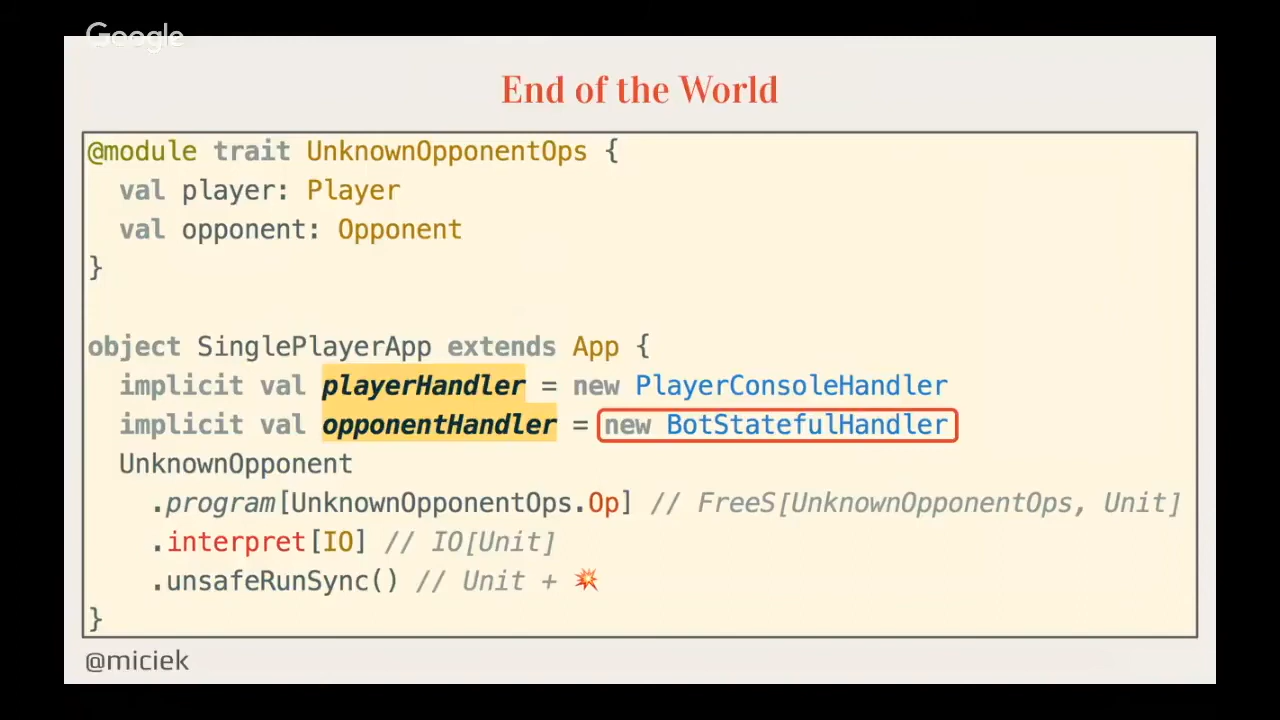 Google
End of the World
@module trait UnknownOpponentOps {
  val player: Player
  val opponent: Opponent
}
object SinglePlayerApp extends App {
  implicit val playerHandler = new PlayerConsoleHandler
  implicit val opponentHandler = new BotStatefulHandler
  UnknownOpponent
    .program[UnknownOpponentOps.Op] // FreeS[UnknownOpponentOps, Unit]
    .interpret[IO] // IO[Unit]
    .unsafeRunSync() // Unit + 💥
}
@miciek